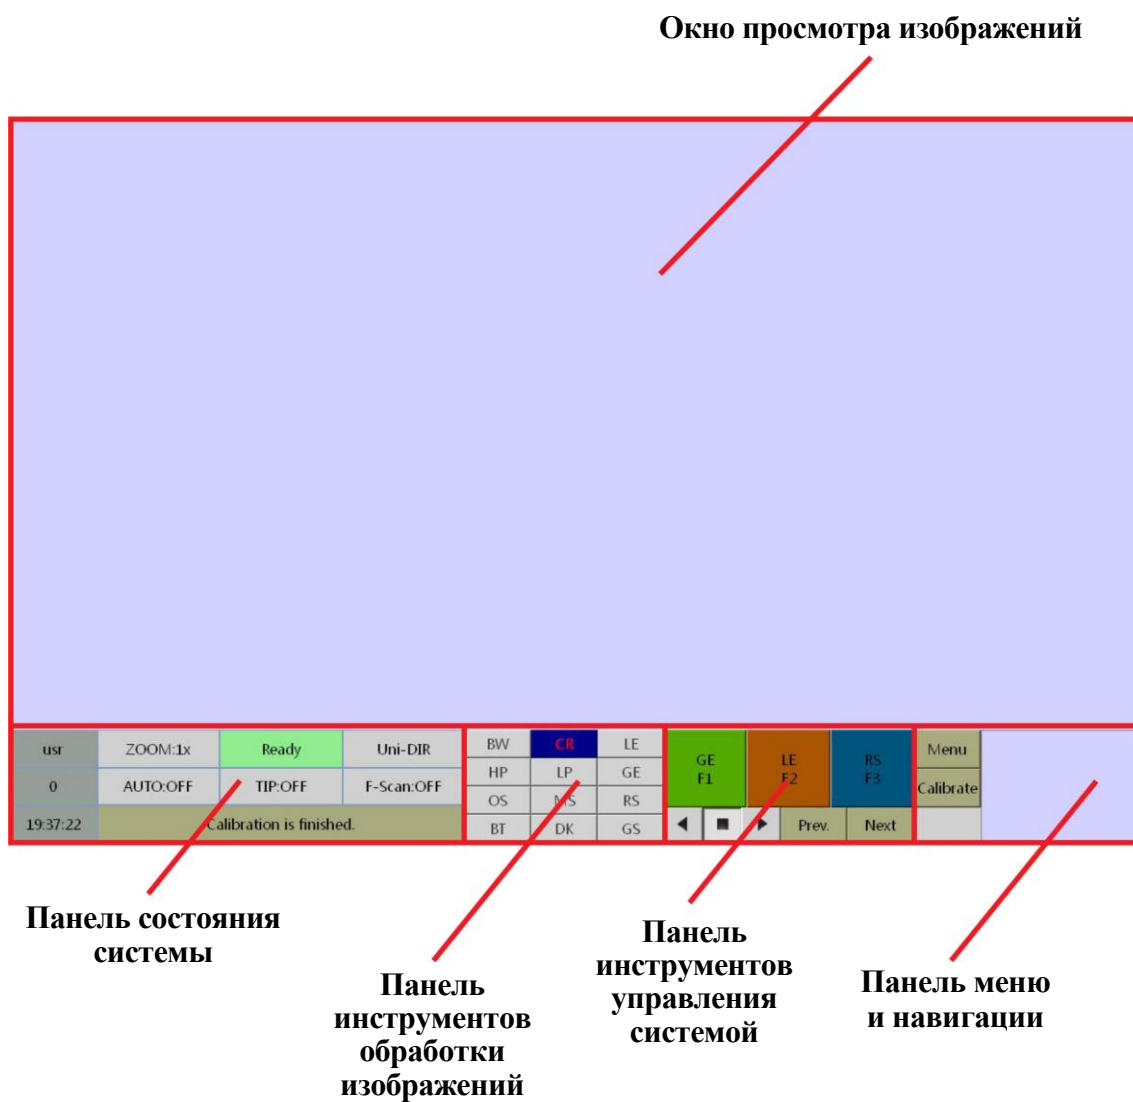 Окно просмотра изображений
usr
ZOOM:1x
Ready
Uni-DIR
0
AUTO:OFF
TIP:OFF
F-Scan:OFF
19:37:22
Calibration is finished.
BW
CR
LE
HP
LP
GE
OS
MS
RS
BT
DK
GS
GE
F1
LE
F2
RS
F3
Prev.
Next
Menu
Calibrate
Панель состояния
системы
Панель
инструментов
обработки
изображений
Панель
инструментов
управления
системой
Панель меню
и навигации